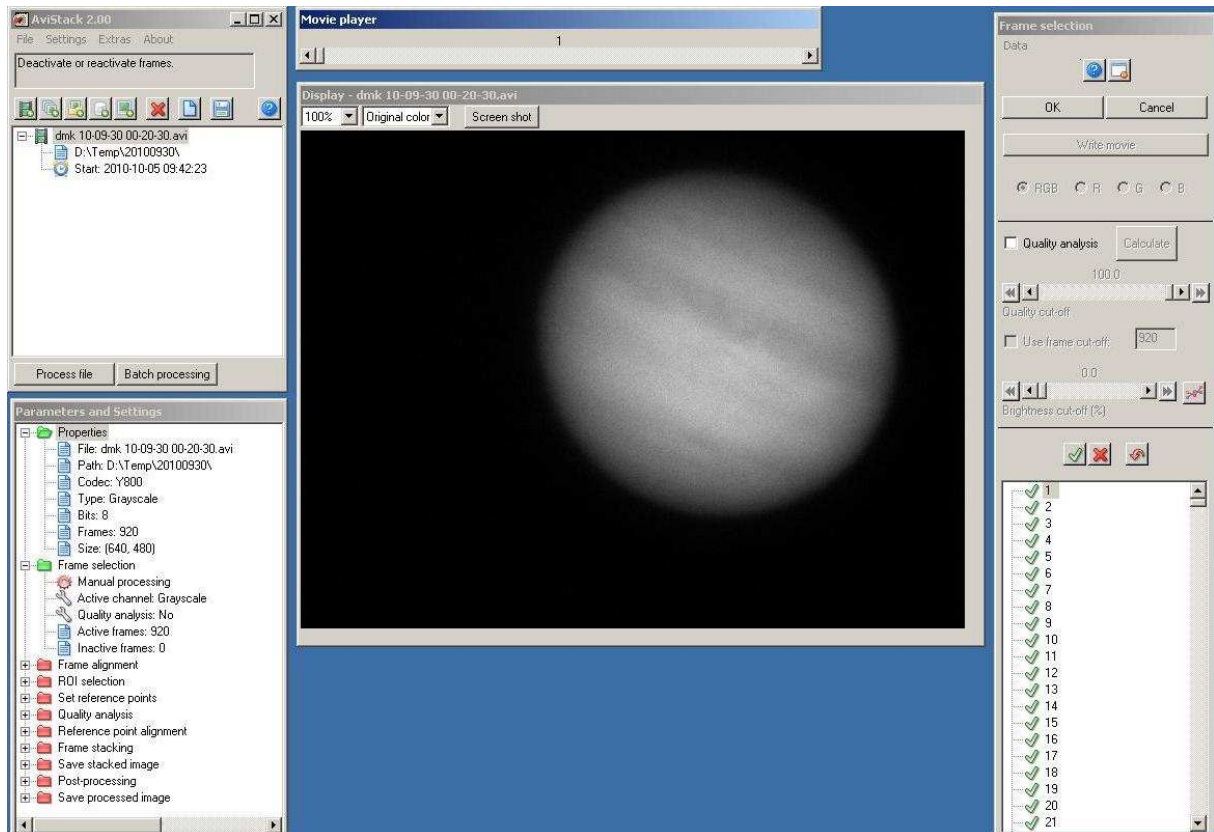 AviStack 2.00
File Settings Extras About
Deactivate or reactivate frames.
dmk 10-09-30 00-20-30.avi
D:\Temp\20100930\
Start: 2010-10-05 09:42:23
Process file Batch processing
Parameters and Settings
Properties
File: dmk 10-09-30 00-20-30.avi
Path: D:\Temp\20100930\
Codec: Y800
Type: Grayscale
Bits: 8
Frames: 920
Size: (640, 480)
Frame selection
Manual processing
Active channel: Grayscale
Quality analysis: No
Active frames: 920
Inactive frames: 0
Frame alignment
ROI selection
Set reference points
Quality analysis
Reference point alignment
Frame stacking
Save stacked image
Post-processing
Save processed image
Movie player
1
Display - dmk 10-09-30 00-20-30.avi
100% Original color Screen shot
Frame selection
Data
OK Cancel
Write movie
RGB R G B
Quality analysis Calculate
100.0
Quality cut-off
Use frame cut-off: 920
0.0
Brightness cut-off (%)
1
2
3
4
5
6
7
8
9
10
11
12
13
14
15
16
17
18
19
20
21